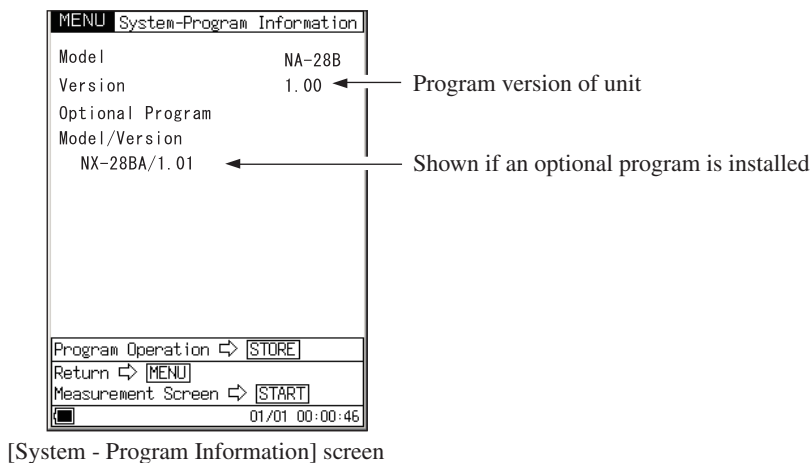 MENU System-Program Information
Model NA-28B
Version 1.00
Program version of unit
Optional Program
Model/Version
NX-28BA/1.01
Shown if an optional program is installed
Program Operation ⇨ STORE
Return ⇨ MENU
Measurement Screen ⇨ START
01/01 00:00:46
[System - Program Information] screen